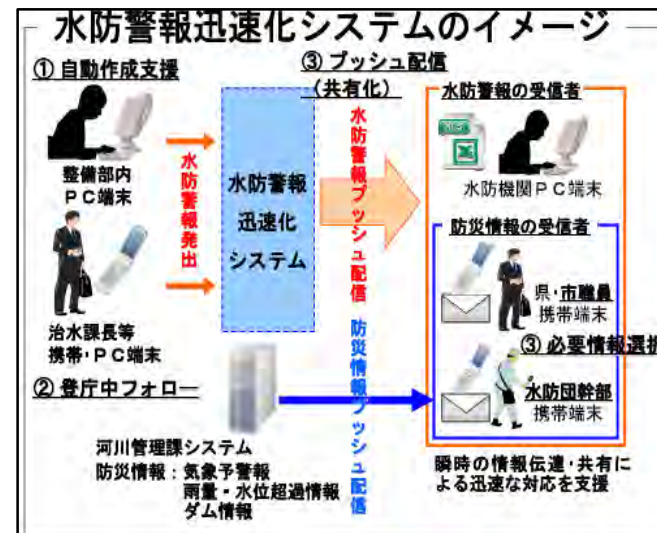 水防警報迅速化システムのイメージ
① 自動作成支援
整備部内
ＰＣ端末
治水課長等
携帯・ＰＣ端末
水防警報発出
② 登庁中フォロー
水防警報
迅速化
システム
③ プッシュ配信
（共有化）
水防警報プッシュ配信
防災情報プッシュ配信
河川管理課システム
防災情報：気象予警報
雨量・水位超過情報
ダム情報
水防警報の受信者
水防機関ＰＣ端末
防災情報の受信者
県・市職員
携帯端末
③ 必要情報選択
水防団幹部
携帯端末
瞬時の情報伝達・共有に
よる迅速な対応を支援